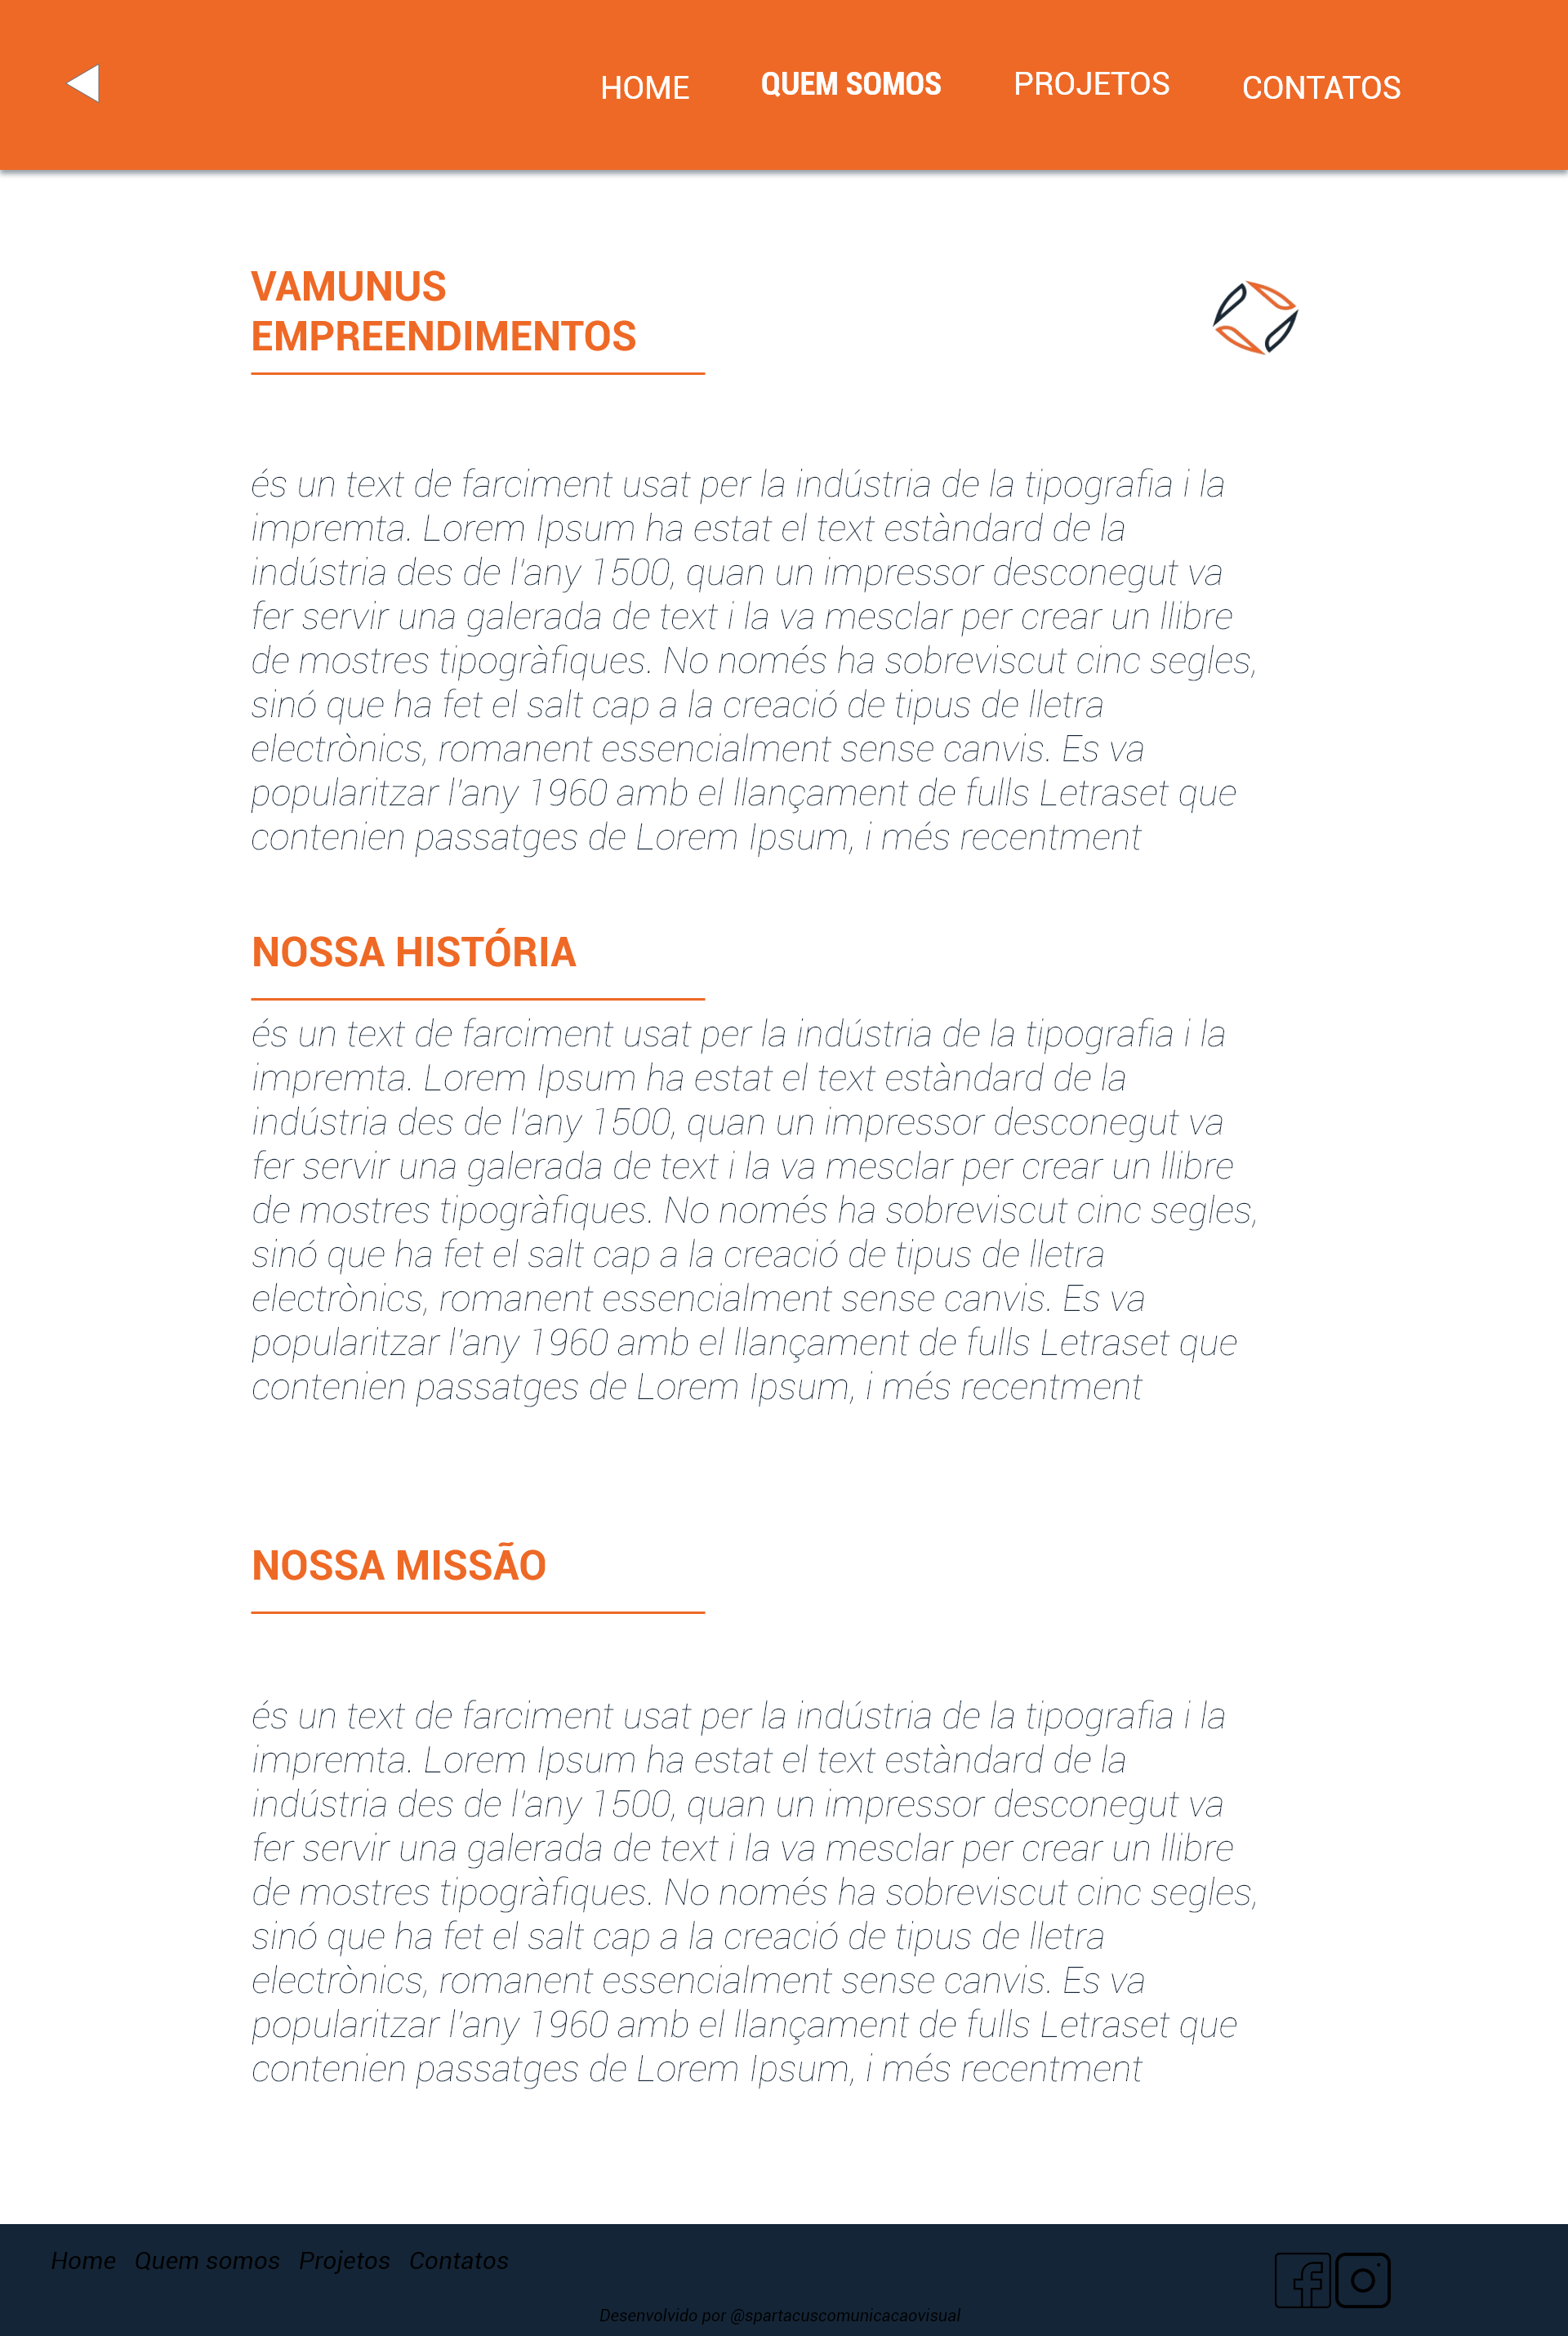 HOME QUEM SOMOS PROJETOS CONTATOS
VAMUNUS
EMPREENDIMENTOS
és un text de farciment usat per la indústria de la tipografia i la
impremta. Lorem Ipsum ha estat el text estàndard de la
indústria des de l'any 1500, quan un impressor desconegut va
fer servir una galerada de text i la va mesclar per crear un llibre
de mostres tipogràfiques. No només ha sobreviscut cinc segles,
sinó que ha fet el salt cap a la creació de tipus de lletra
electrònics, romanent essencialment sense canvis. Es va
popularitzar l'any 1960 amb el llançament de fulls Letraset que
contenien passatges de Lorem Ipsum, i més recentment
NOSSA HISTÓRIA
és un text de farciment usat per la indústria de la tipografia i la
impremta. Lorem Ipsum ha estat el text estàndard de la
indústria des de l'any 1500, quan un impressor desconegut va
fer servir una galerada de text i la va mesclar per crear un llibre
de mostres tipogràfiques. No només ha sobreviscut cinc segles,
sinó que ha fet el salt cap a la creació de tipus de lletra
electrònics, romanent essencialment sense canvis. Es va
popularitzar l'any 1960 amb el llançament de fulls Letraset que
contenien passatges de Lorem Ipsum, i més recentment
NOSSA MISSÃO
és un text de farciment usat per la indústria de la tipografia i la
impremta. Lorem Ipsum ha estat el text estàndard de la
indústria des de l'any 1500, quan un impressor desconegut va
fer servir una galerada de text i la va mesclar per crear un llibre
de mostres tipogràfiques. No només ha sobreviscut cinc segles,
sinó que ha fet el salt cap a la creació de tipus de lletra
electrònics, romanent essencialment sense canvis. Es va
popularitzar l'any 1960 amb el llançament de fulls Letraset que
contenien passatges de Lorem Ipsum, i més recentment
Home Quem somos Projetos Contatos
Desenvolvido por @spartacuscomunicacaovisual